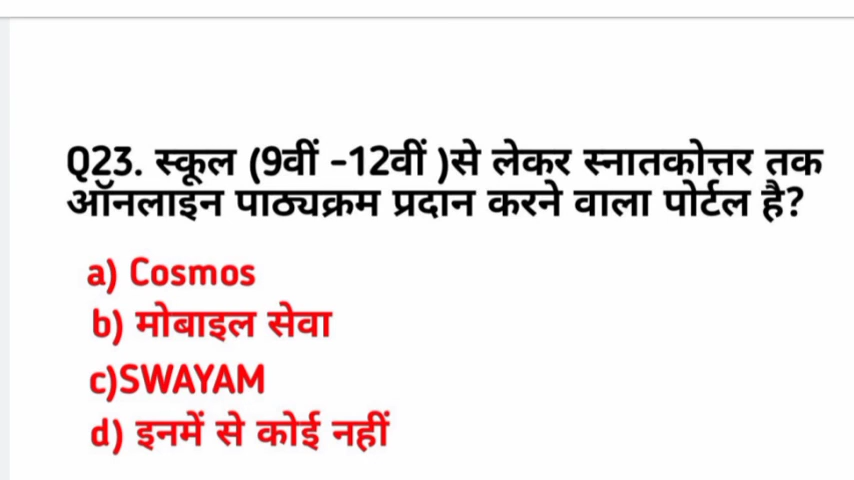 Q23. स्कूल (9वीं -12वीं )से लेकर स्नातकोत्तर तक
ऑनलाइन पाठ्यक्रम प्रदान करने वाला पोर्टल है?
a) Cosmos
b) मोबाइल सेवा
c)SWAYAM
d) इनमें से कोई नहीं